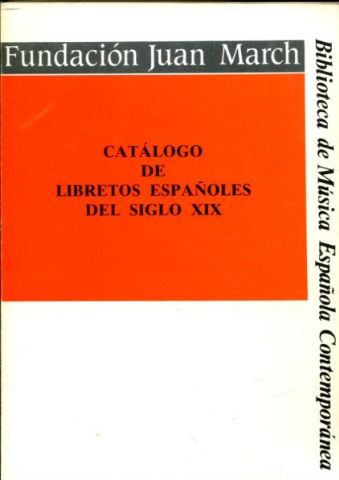 Fundación Juan March
CATÁLOGO
DE
LIBRETOS ESPAÑOLES
DEL SIGLO XIX
Biblioteca de Música Española Contemporánea